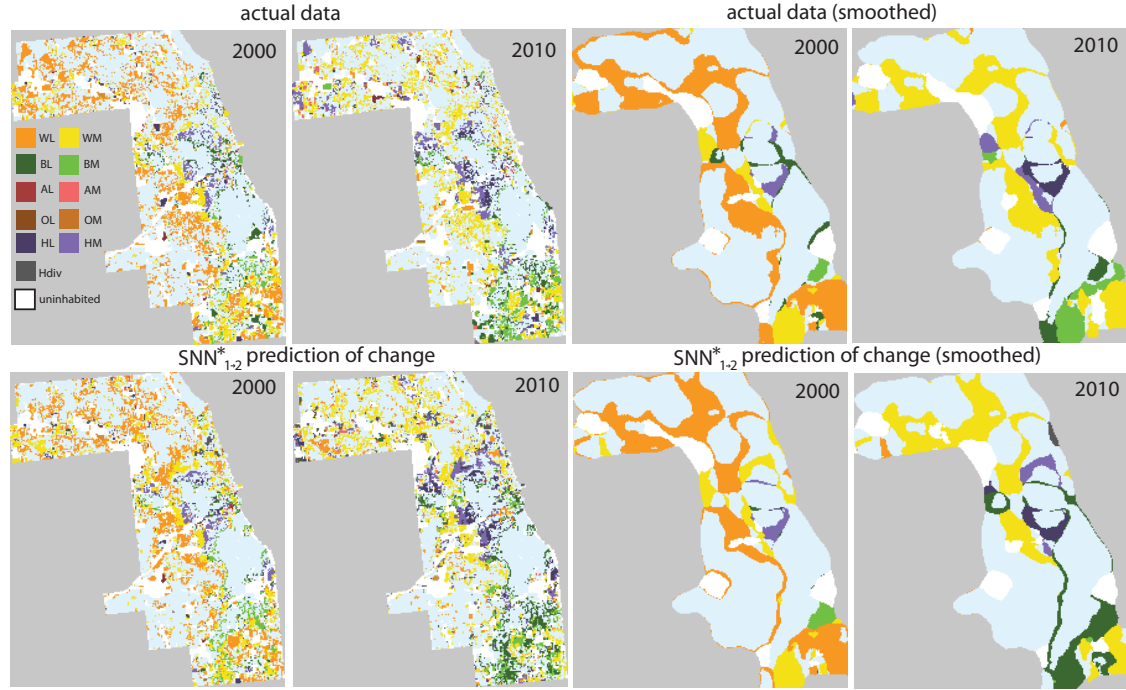 actual data
actual data (smoothed)
2000
2010
2000
2010
WL WM
BL BM
AL AM
OL OM
HL HM
Hdiv
uninhabited
SNN*1→2 prediction of change
SNN*1→2 prediction of change (smoothed)
2000
2010
2000
2010